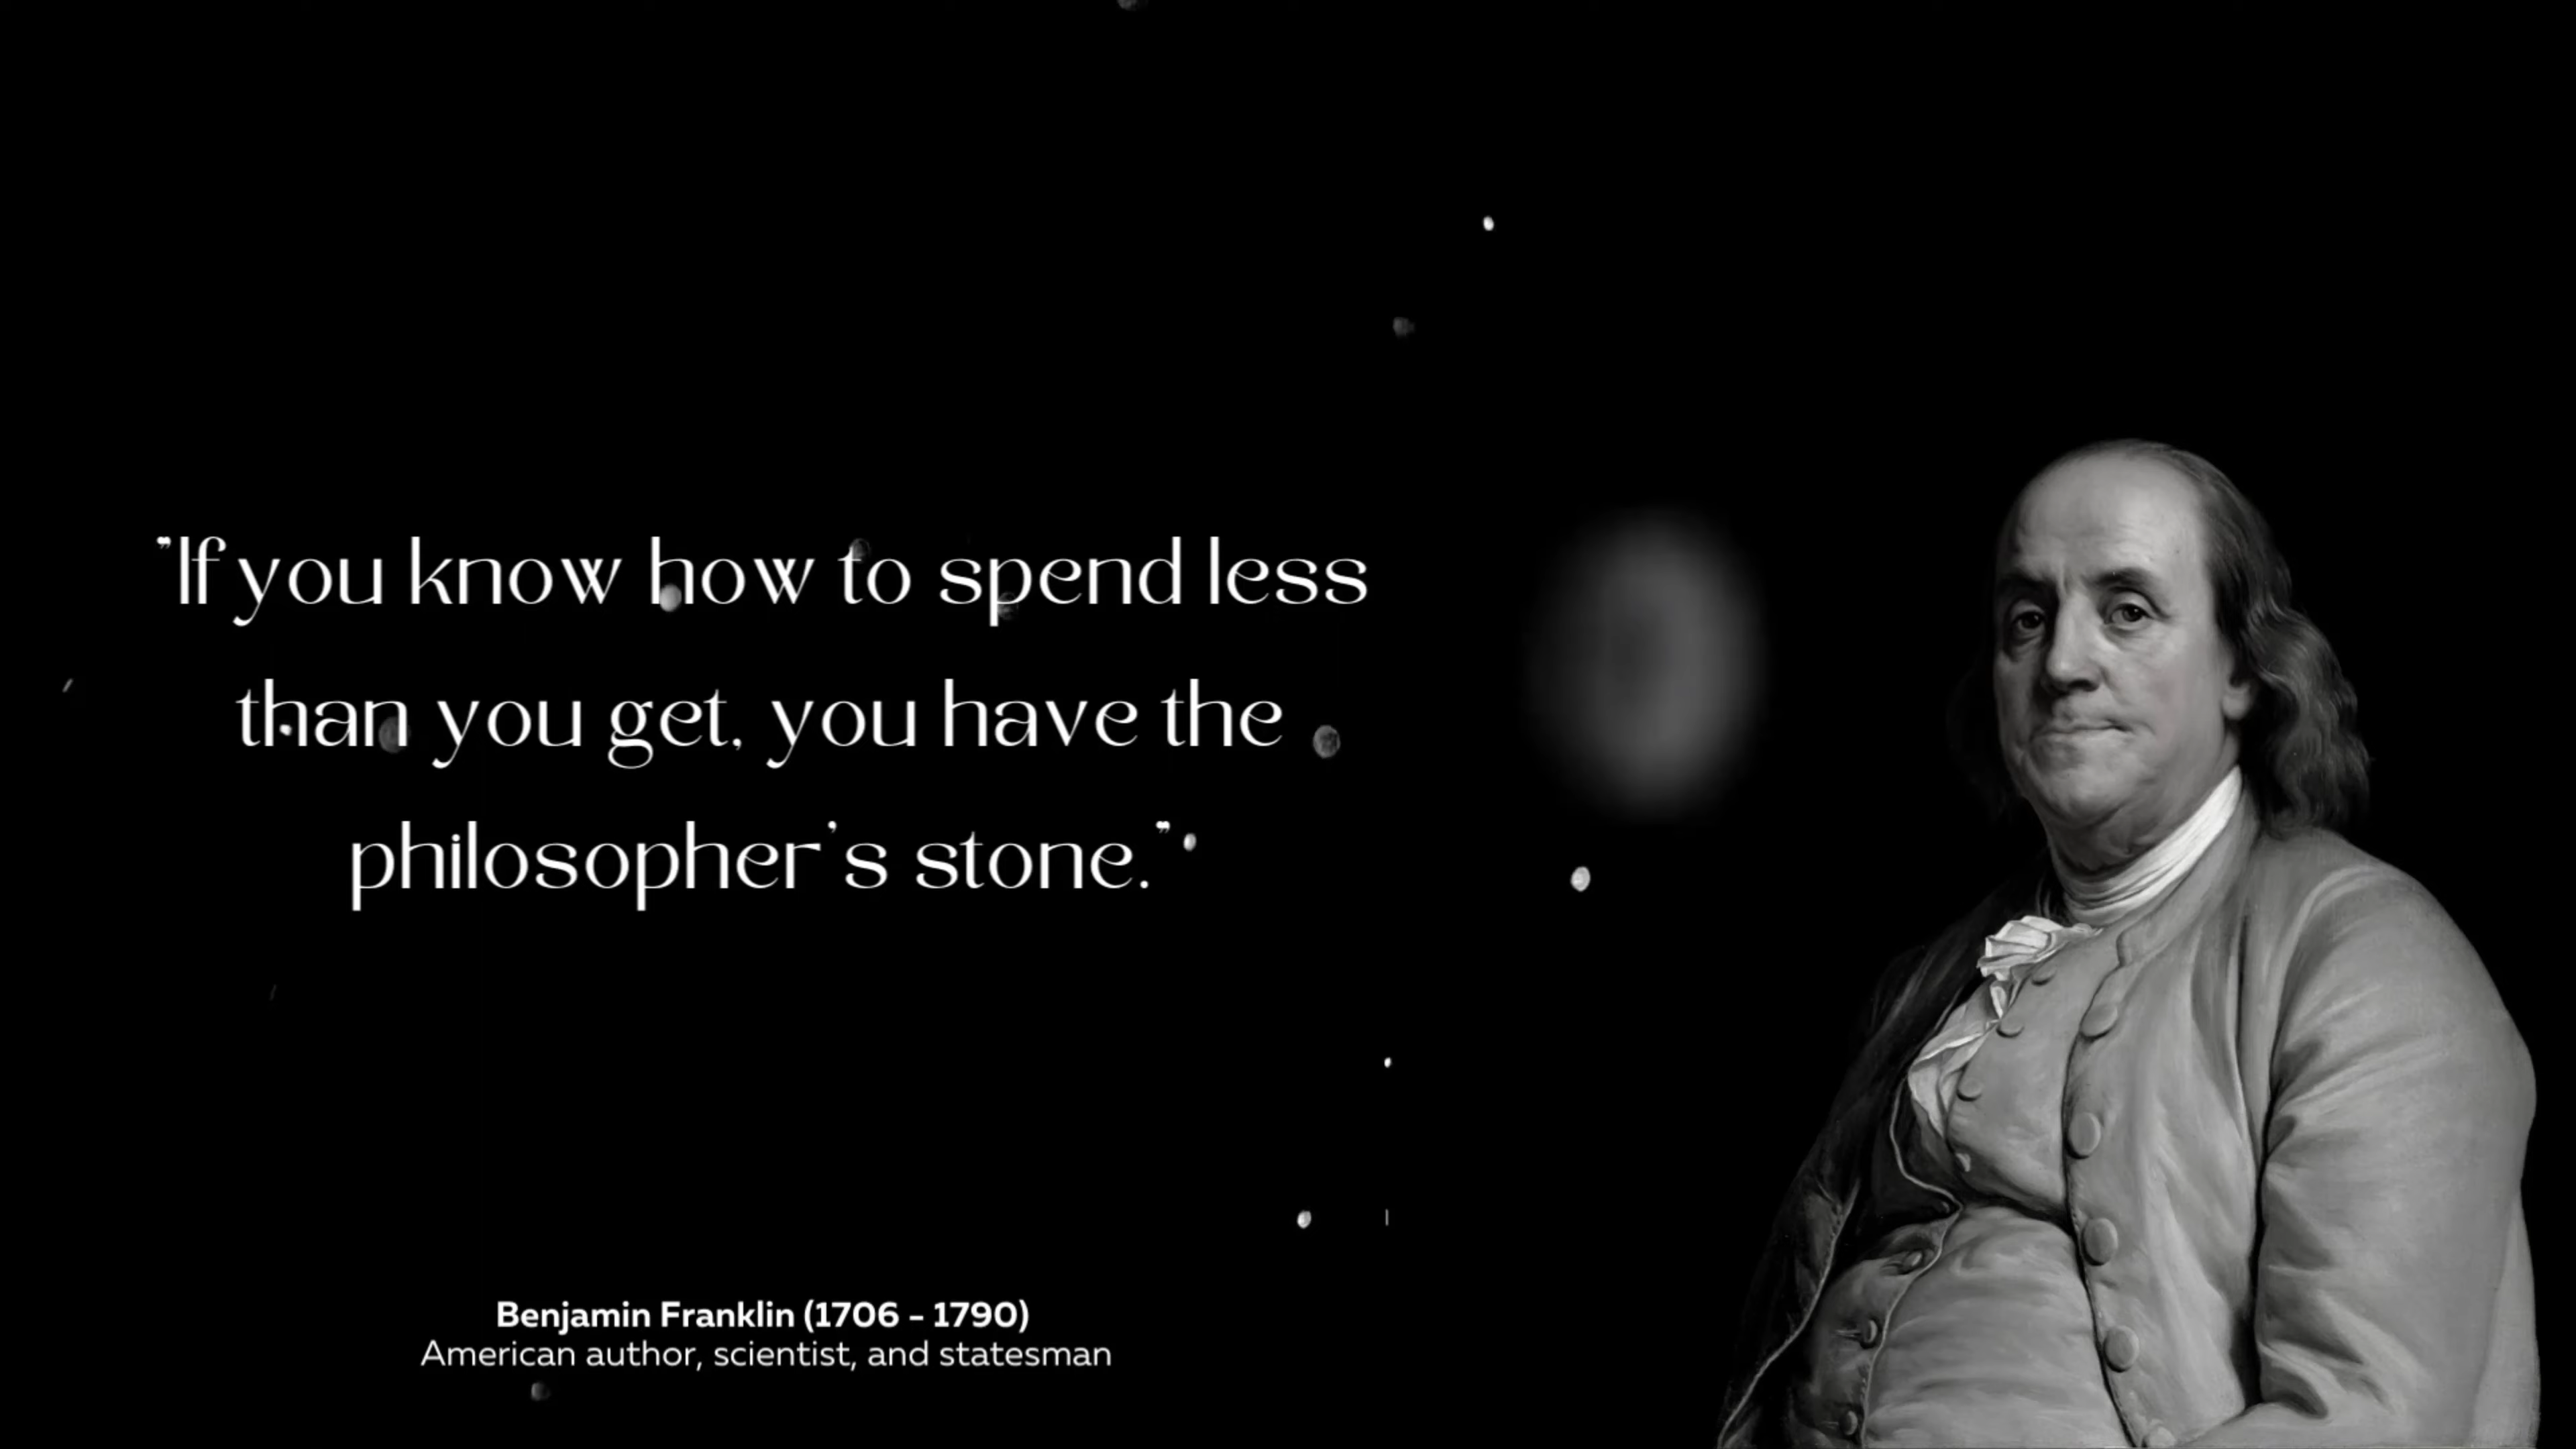 "If you know how to spend less
than you get, you have the
philosopher's stone."
Benjamin Franklin (1706 - 1790)
American author, scientist, and statesman